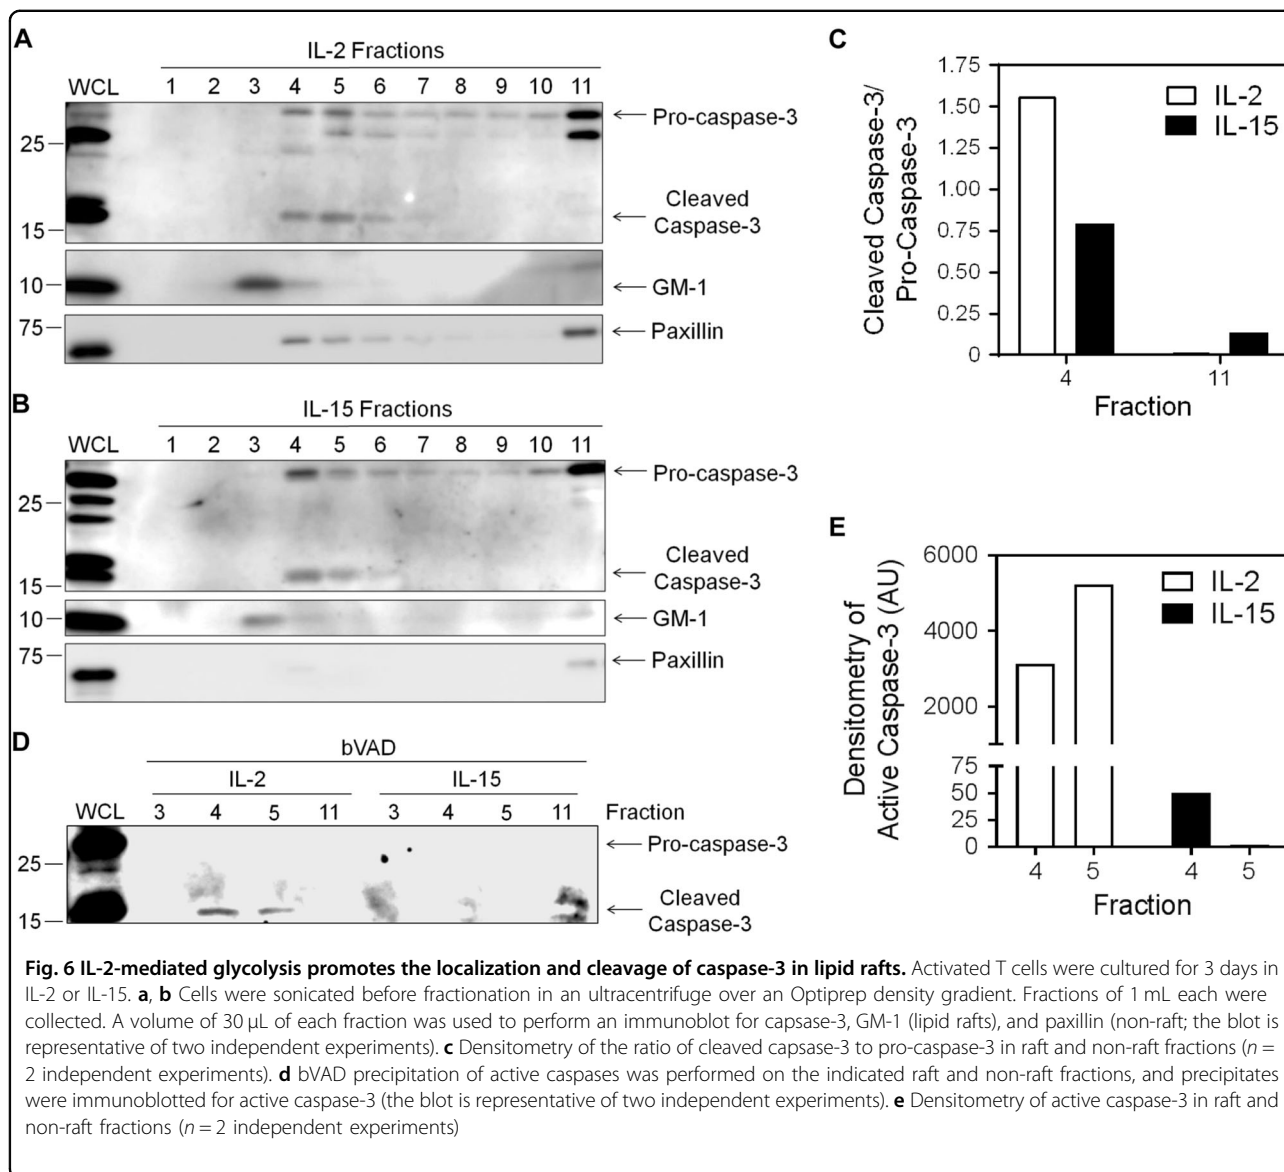 A
IL-2 Fractions
WCL 1 2 3 4 5 6 7 8 9 10 11
25
15
Pro-caspase-3
Cleaved
Caspase-3
10
GM-1
75
Paxillin
B
IL-15 Fractions
WCL 1 2 3 4 5 6 7 8 9 10 11
25
15
Pro-caspase-3
Cleaved
Caspase-3
10
GM-1
75
Paxillin
C
Cleaved Caspase-3/
Pro-Caspase-3
1.75
1.50
1.25
1.00
0.75
0.50
0.25
0
IL-2
IL-15
4 11
Fraction
D
bVAD
IL-2 IL-15
WCL 3 4 5 11 3 4 5 11 Fraction
25
15
Pro-caspase-3
Cleaved
Caspase-3
E
Densitometry of
Active Caspase-3 (AU)
6000
4000
2000
75
50
25
0
IL-2
IL-15
4 5 4 5
Fraction
Fig. 6 IL-2-mediated glycolysis promotes the localization and cleavage of caspase-3 in lipid rafts. Activated T cells were cultured for 3 days in
IL-2 or IL-15. a, b Cells were sonicated before fractionation in an ultracentrifuge over an Optiprep density gradient. Fractions of 1 mL each were
collected. A volume of 30 µL of each fraction was used to perform an immunoblot for capsase-3, GM-1 (lipid rafts), and paxillin (non-raft; the blot is
representative of two independent experiments). c Densitometry of the ratio of cleaved capsase-3 to pro-caspase-3 in raft and non-raft fractions (n =
2 independent experiments). d bVAD precipitation of active caspases was performed on the indicated raft and non-raft fractions, and precipitates
were immunoblotted for active caspase-3 (the blot is representative of two independent experiments). e Densitometry of active caspase-3 in raft and
non-raft fractions (n = 2 independent experiments)